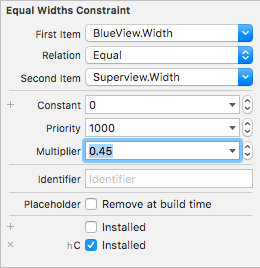 Equal Widths Constraint
First Item BlueView.Width
Relation Equal
Second Item Superview.Width
+ Constant 0
Priority 1000
Multiplier 0.45
Identifier Identifier
Placeholder Remove at build time
+ Installed
× hC Installed